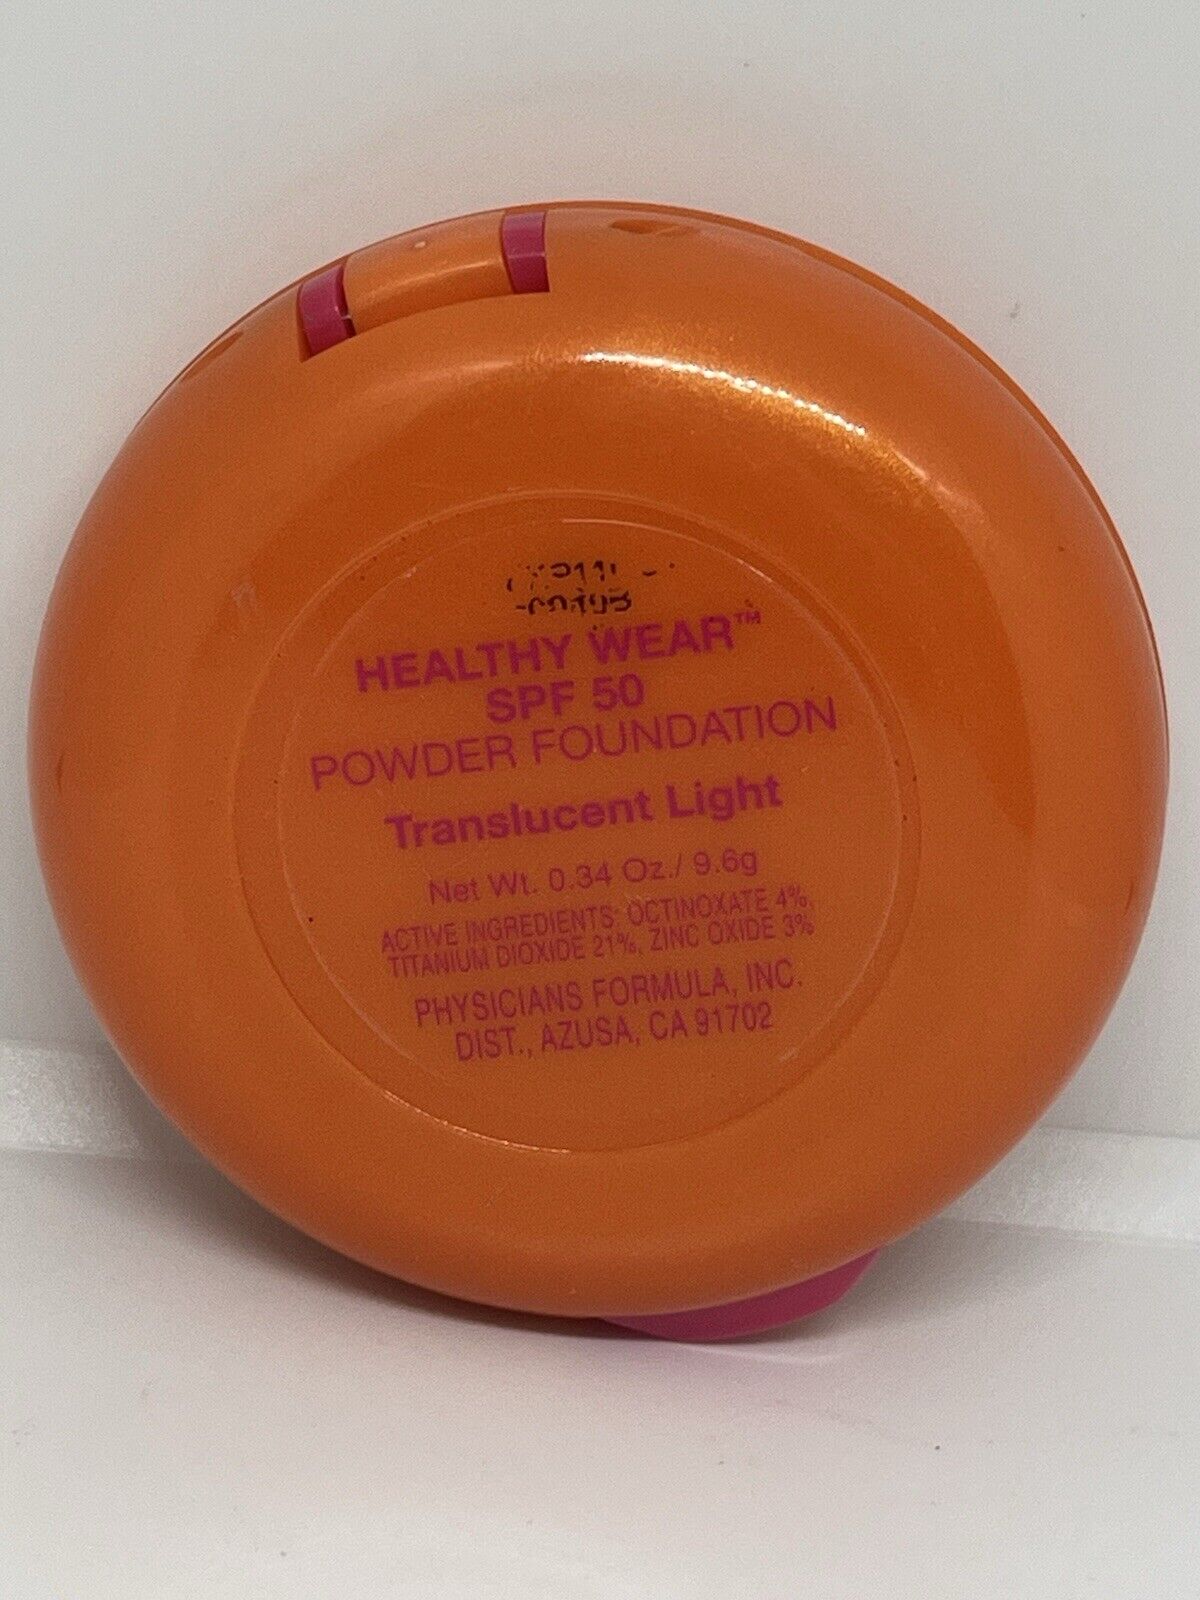 HEALTHY WEAR™
SPF 50
POWDER FOUNDATION
Translucent Light
Net Wt. 0.34 Oz./ 9.6g
ACTIVE INGREDIENTS: OCTINOXATE 4%,
TITANIUM DIOXIDE 21%, ZINC OXIDE 3%
PHYSICIANS FORMULA, INC.
DIST., AZUSA, CA 91702